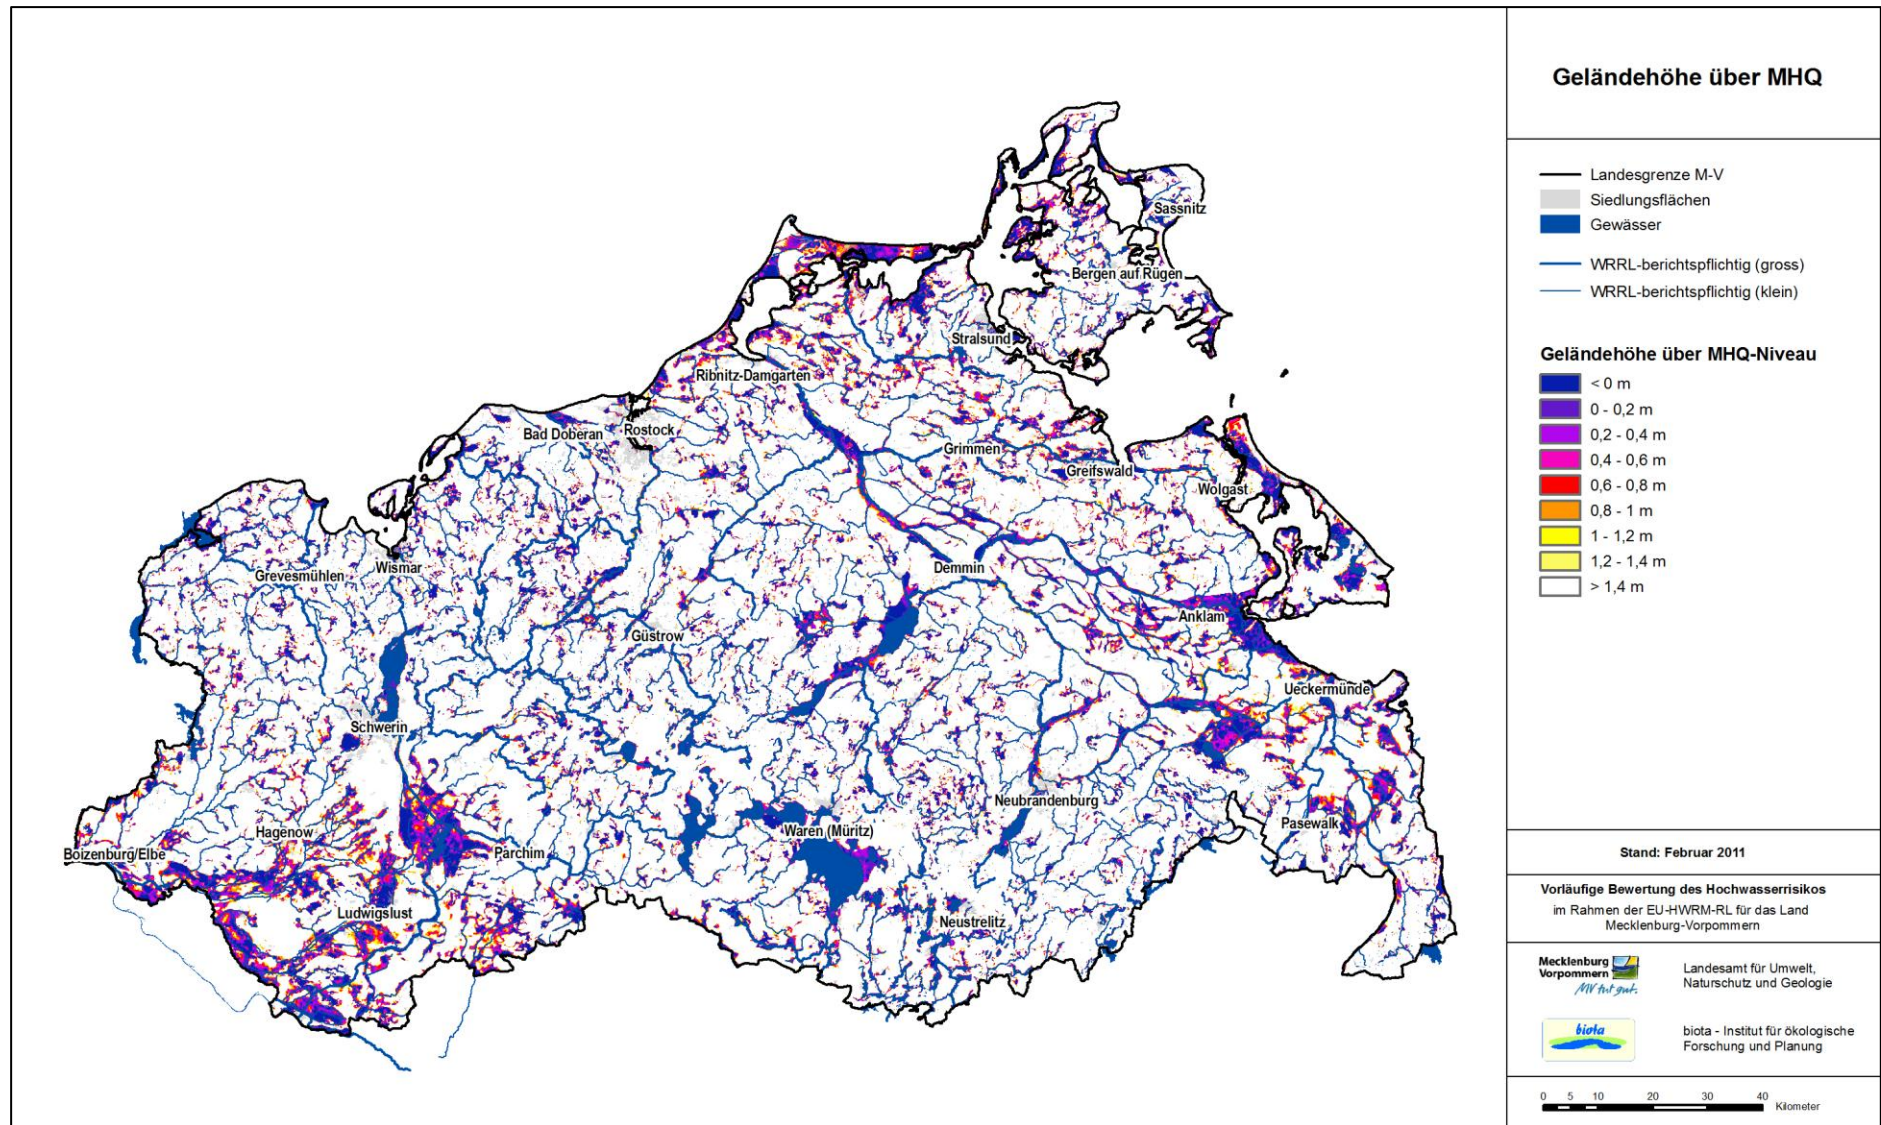 Geländehöhe über MHQ
Landesgrenze M-V
Siedlungsflächen
Gewässer
WRRL-berichtspflichtig (gross)
WRRL-berichtspflichtig (klein)
Geländehöhe über MHQ-Niveau
< 0 m
0 - 0,2 m
0,2 - 0,4 m
0,4 - 0,6 m
0,6 - 0,8 m
0,8 - 1 m
1 - 1,2 m
1,2 - 1,4 m
> 1,4 m
Sassnitz
Bergen auf Rügen
Stralsund
Ribnitz-Damgarten
Rostock
Bad Doberan
Grimmen
Greifswald
Wolgast
Wismar
Grevesmühlen
Demmin
Anklam
Güstrow
Ueckermünde
Schwerin
Neubrandenburg
Pasewalk
Waren (Müritz)
Hagenow
Parchim
Boizenburg/Elbe
Ludwigslust
Neustrelitz
Stand: Februar 2011
Vorläufige Bewertung des Hochwasserrisikos
im Rahmen der EU-HWRM-RL für das Land
Mecklenburg-Vorpommern
Mecklenburg
Vorpommern
MV tut gut.
Landesamt für Umwelt,
Naturschutz und Geologie
biota
biota - Institut für ökologische
Forschung und Planung
0 5 10 20 30 40
Kilometer